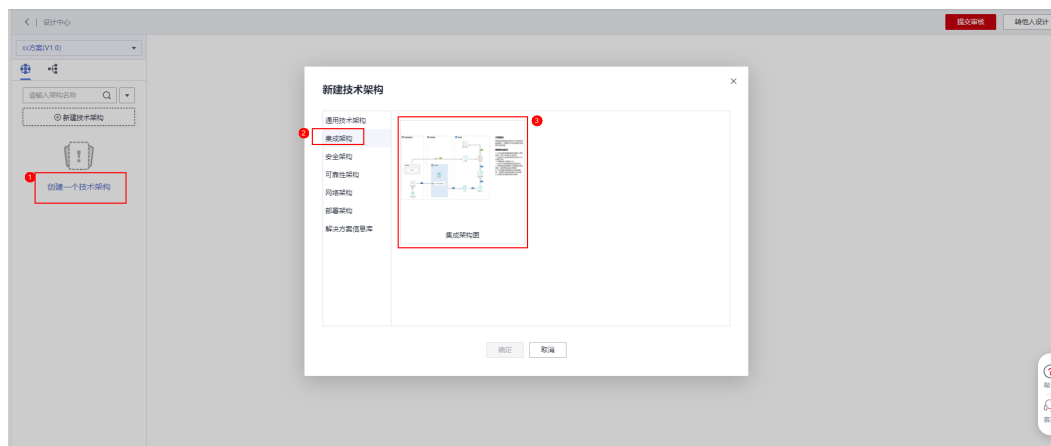 设计中心
提交审核
转他人设计
xx方案(V1.0)
请输入架构名称
新建技术架构
1
创建一个技术架构
新建技术架构
通用技术架构
2
集成架构
安全架构
可靠性架构
网络架构
部署架构
解决方案信息库
3
集成架构图
确定
取消